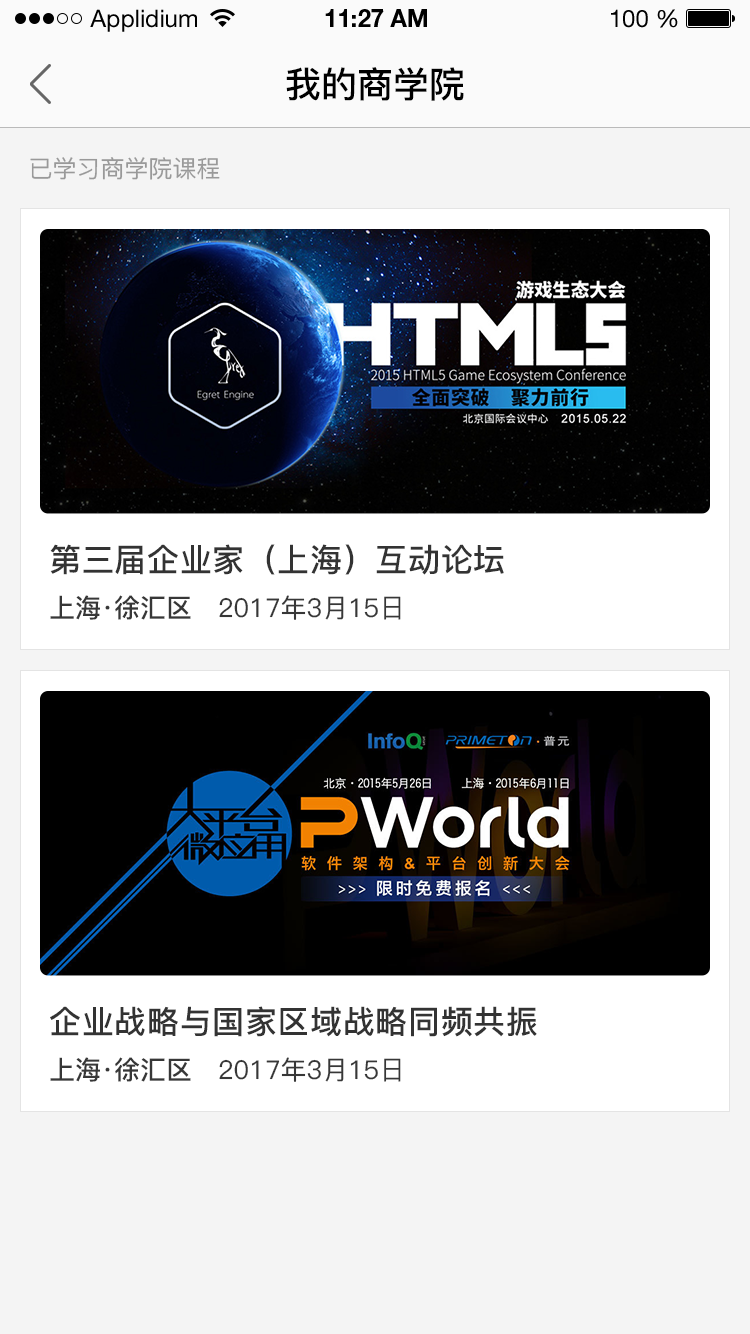 Applidium 11:27 AM 100 %
我的商学院
已学习商学院课程
游戏生态大会
HTML5
2015 HTML5 Game Ecosystem Conference
全面突破 聚力前行
北京国际会议中心 2015.05.22
Egret
Egret Engine
第三届企业家（上海）互动论坛
上海·徐汇区 2017年3月15日
InfoQ PRIMETON·普元
北京·2015年5月26日 上海·2015年6月11日
大平台
微应用
PWorld
软件架构&平台创新大会
>>> 限时免费报名 <<<
企业战略与国家区域战略同频共振
上海·徐汇区 2017年3月15日